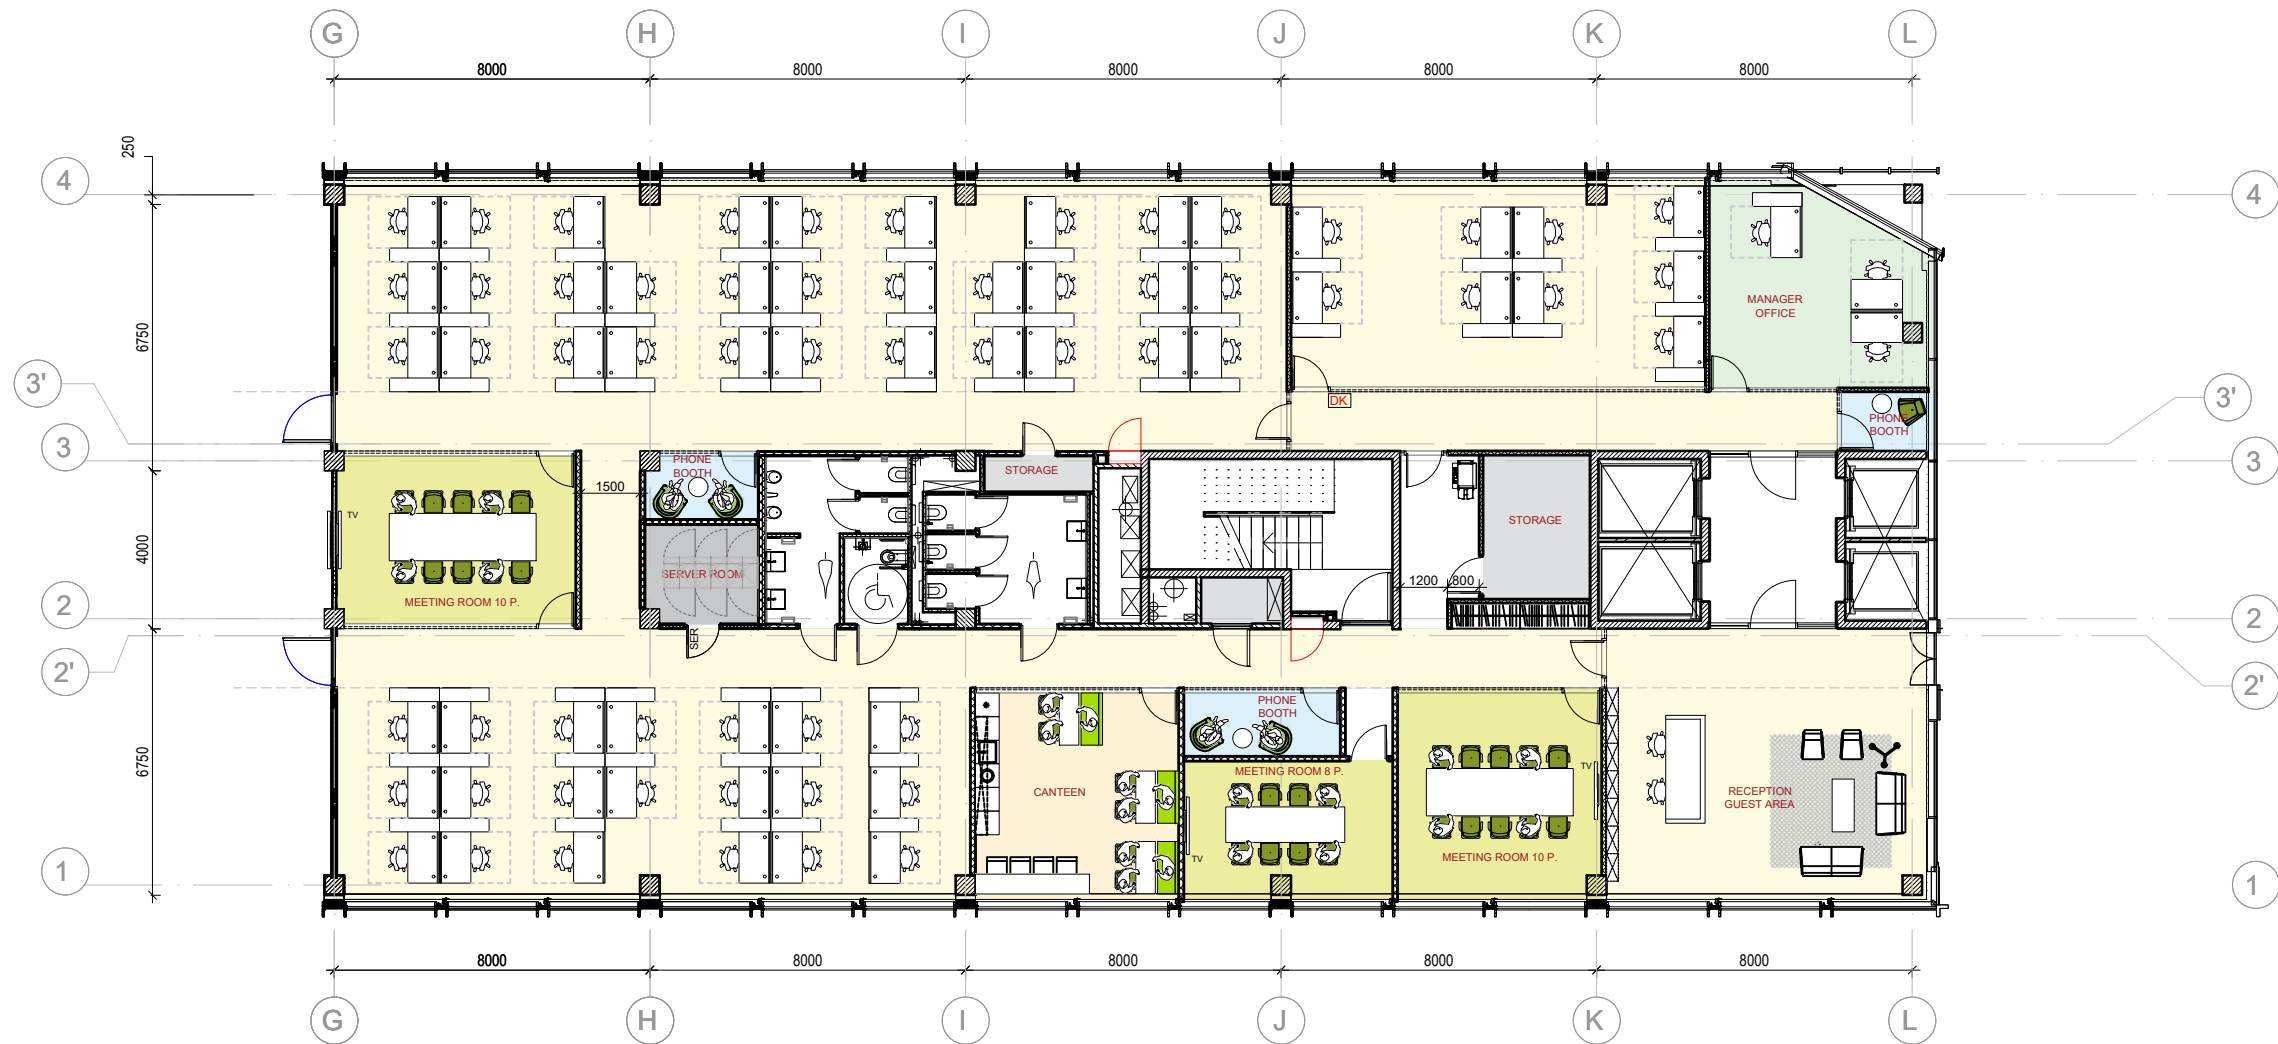 G H I J K L
8000 8000 8000 8000 8000
250
4 4
6750
MANAGER
OFFICE
3' 3'
DK
PHONE
BOOTH
3 3
PHONE
BOOTH
STORAGE
1500
TV
STORAGE
4000
SERVER ROOM
1200 800
MEETING ROOM 10 P.
2 2
SER
2' 2'
PHONE
BOOTH
6750
MEETING ROOM 8 P.
TV
CANTEEN
RECEPTION
GUEST AREA
TV
MEETING ROOM 10 P.
1 1
8000 8000 8000 8000 8000
G H I J K L